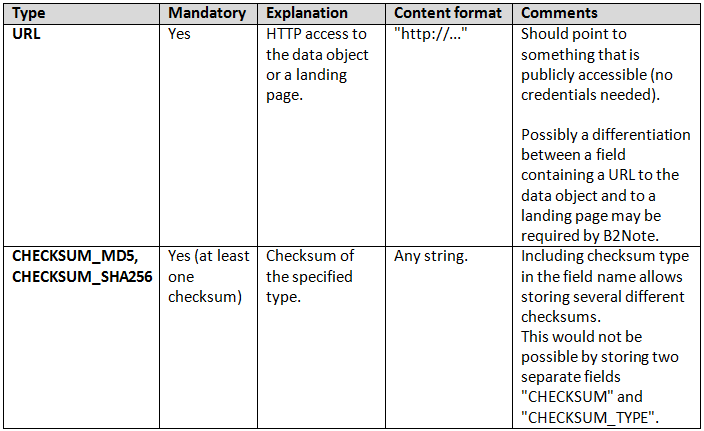 Type Mandatory Explanation Content format Comments
URL Yes HTTP access to the data object or a landing page. "http://..." Should point to
something that is
publicly accessible (no
credentials needed).
Possibly a differentiation
between a field
containing a URL to the
data object and to a
landing page may be
required by B2Note.
CHECKSUM_MD5,
CHECKSUM_SHA256
Yes (at least
one
checksum)
Checksum of
the specified
type.
Any string.
Including checksum type
in the field name allows
storing several different
checksums.
This would not be
possible by storing two
separate fields
"CHECKSUM" and
"CHECKSUM_TYPE".